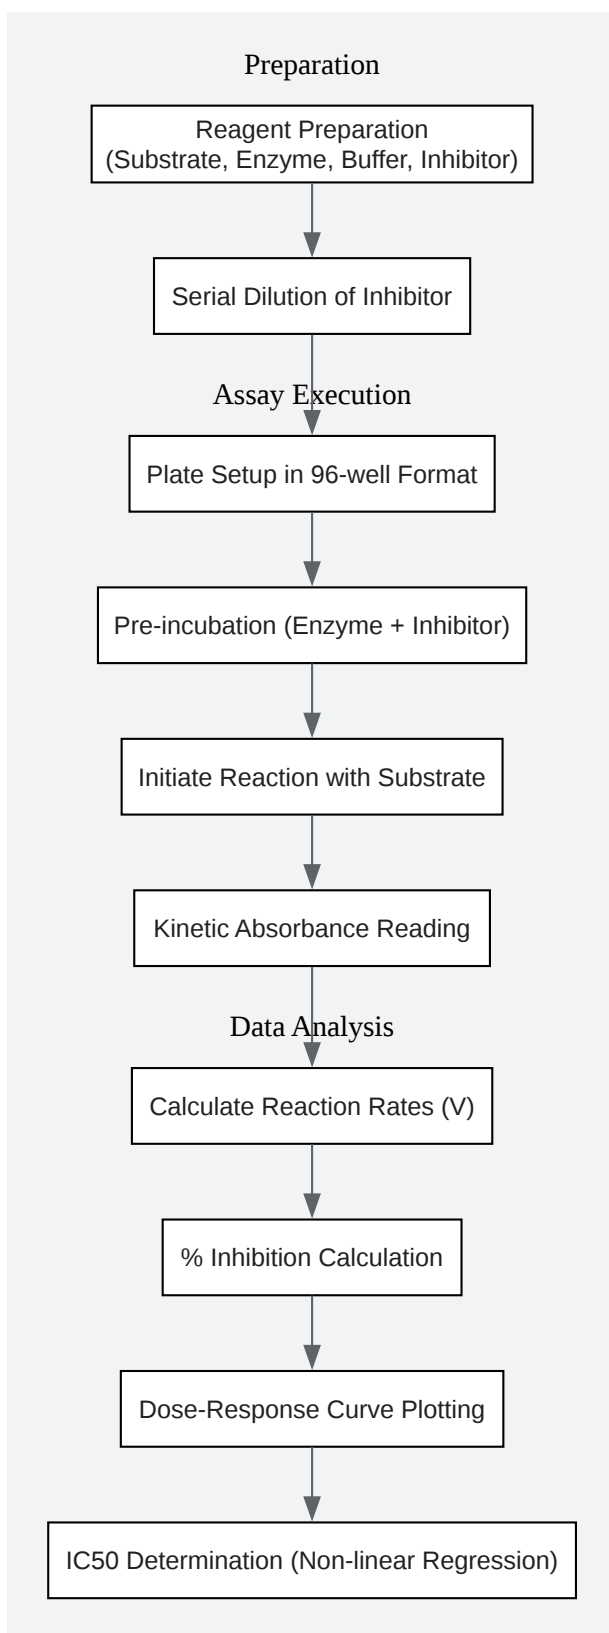 Preparation
Reagent Preparation
(Substrate, Enzyme, Buffer, Inhibitor)
Serial Dilution of Inhibitor
Assay Execution
Plate Setup in 96-well Format
Pre-incubation (Enzyme + Inhibitor)
Initiate Reaction with Substrate
Kinetic Absorbance Reading
Data Analysis
Calculate Reaction Rates (V)
% Inhibition Calculation
Dose-Response Curve Plotting
IC50 Determination (Non-linear Regression)